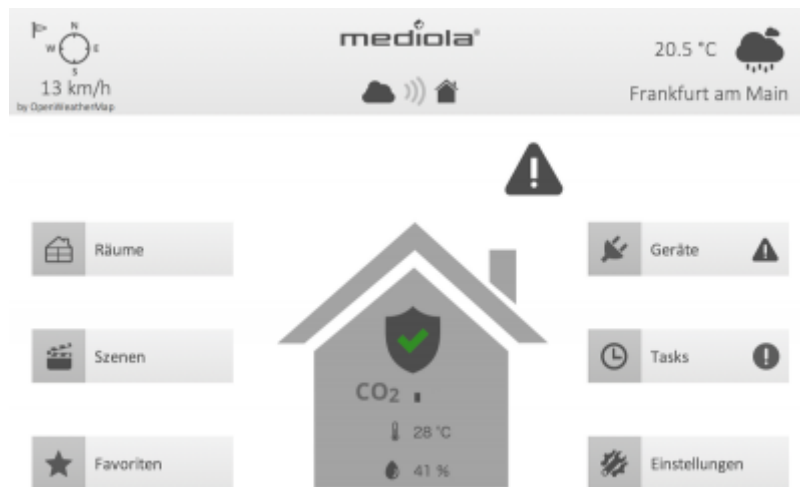 N
W E
S
13 km/h
by OpenWeatherMap
mediola®
20.5 °C
Frankfurt am Main
Räume
Szenen
Favoriten
CO2
28 °C
41 %
Geräte
Tasks
Einstellungen